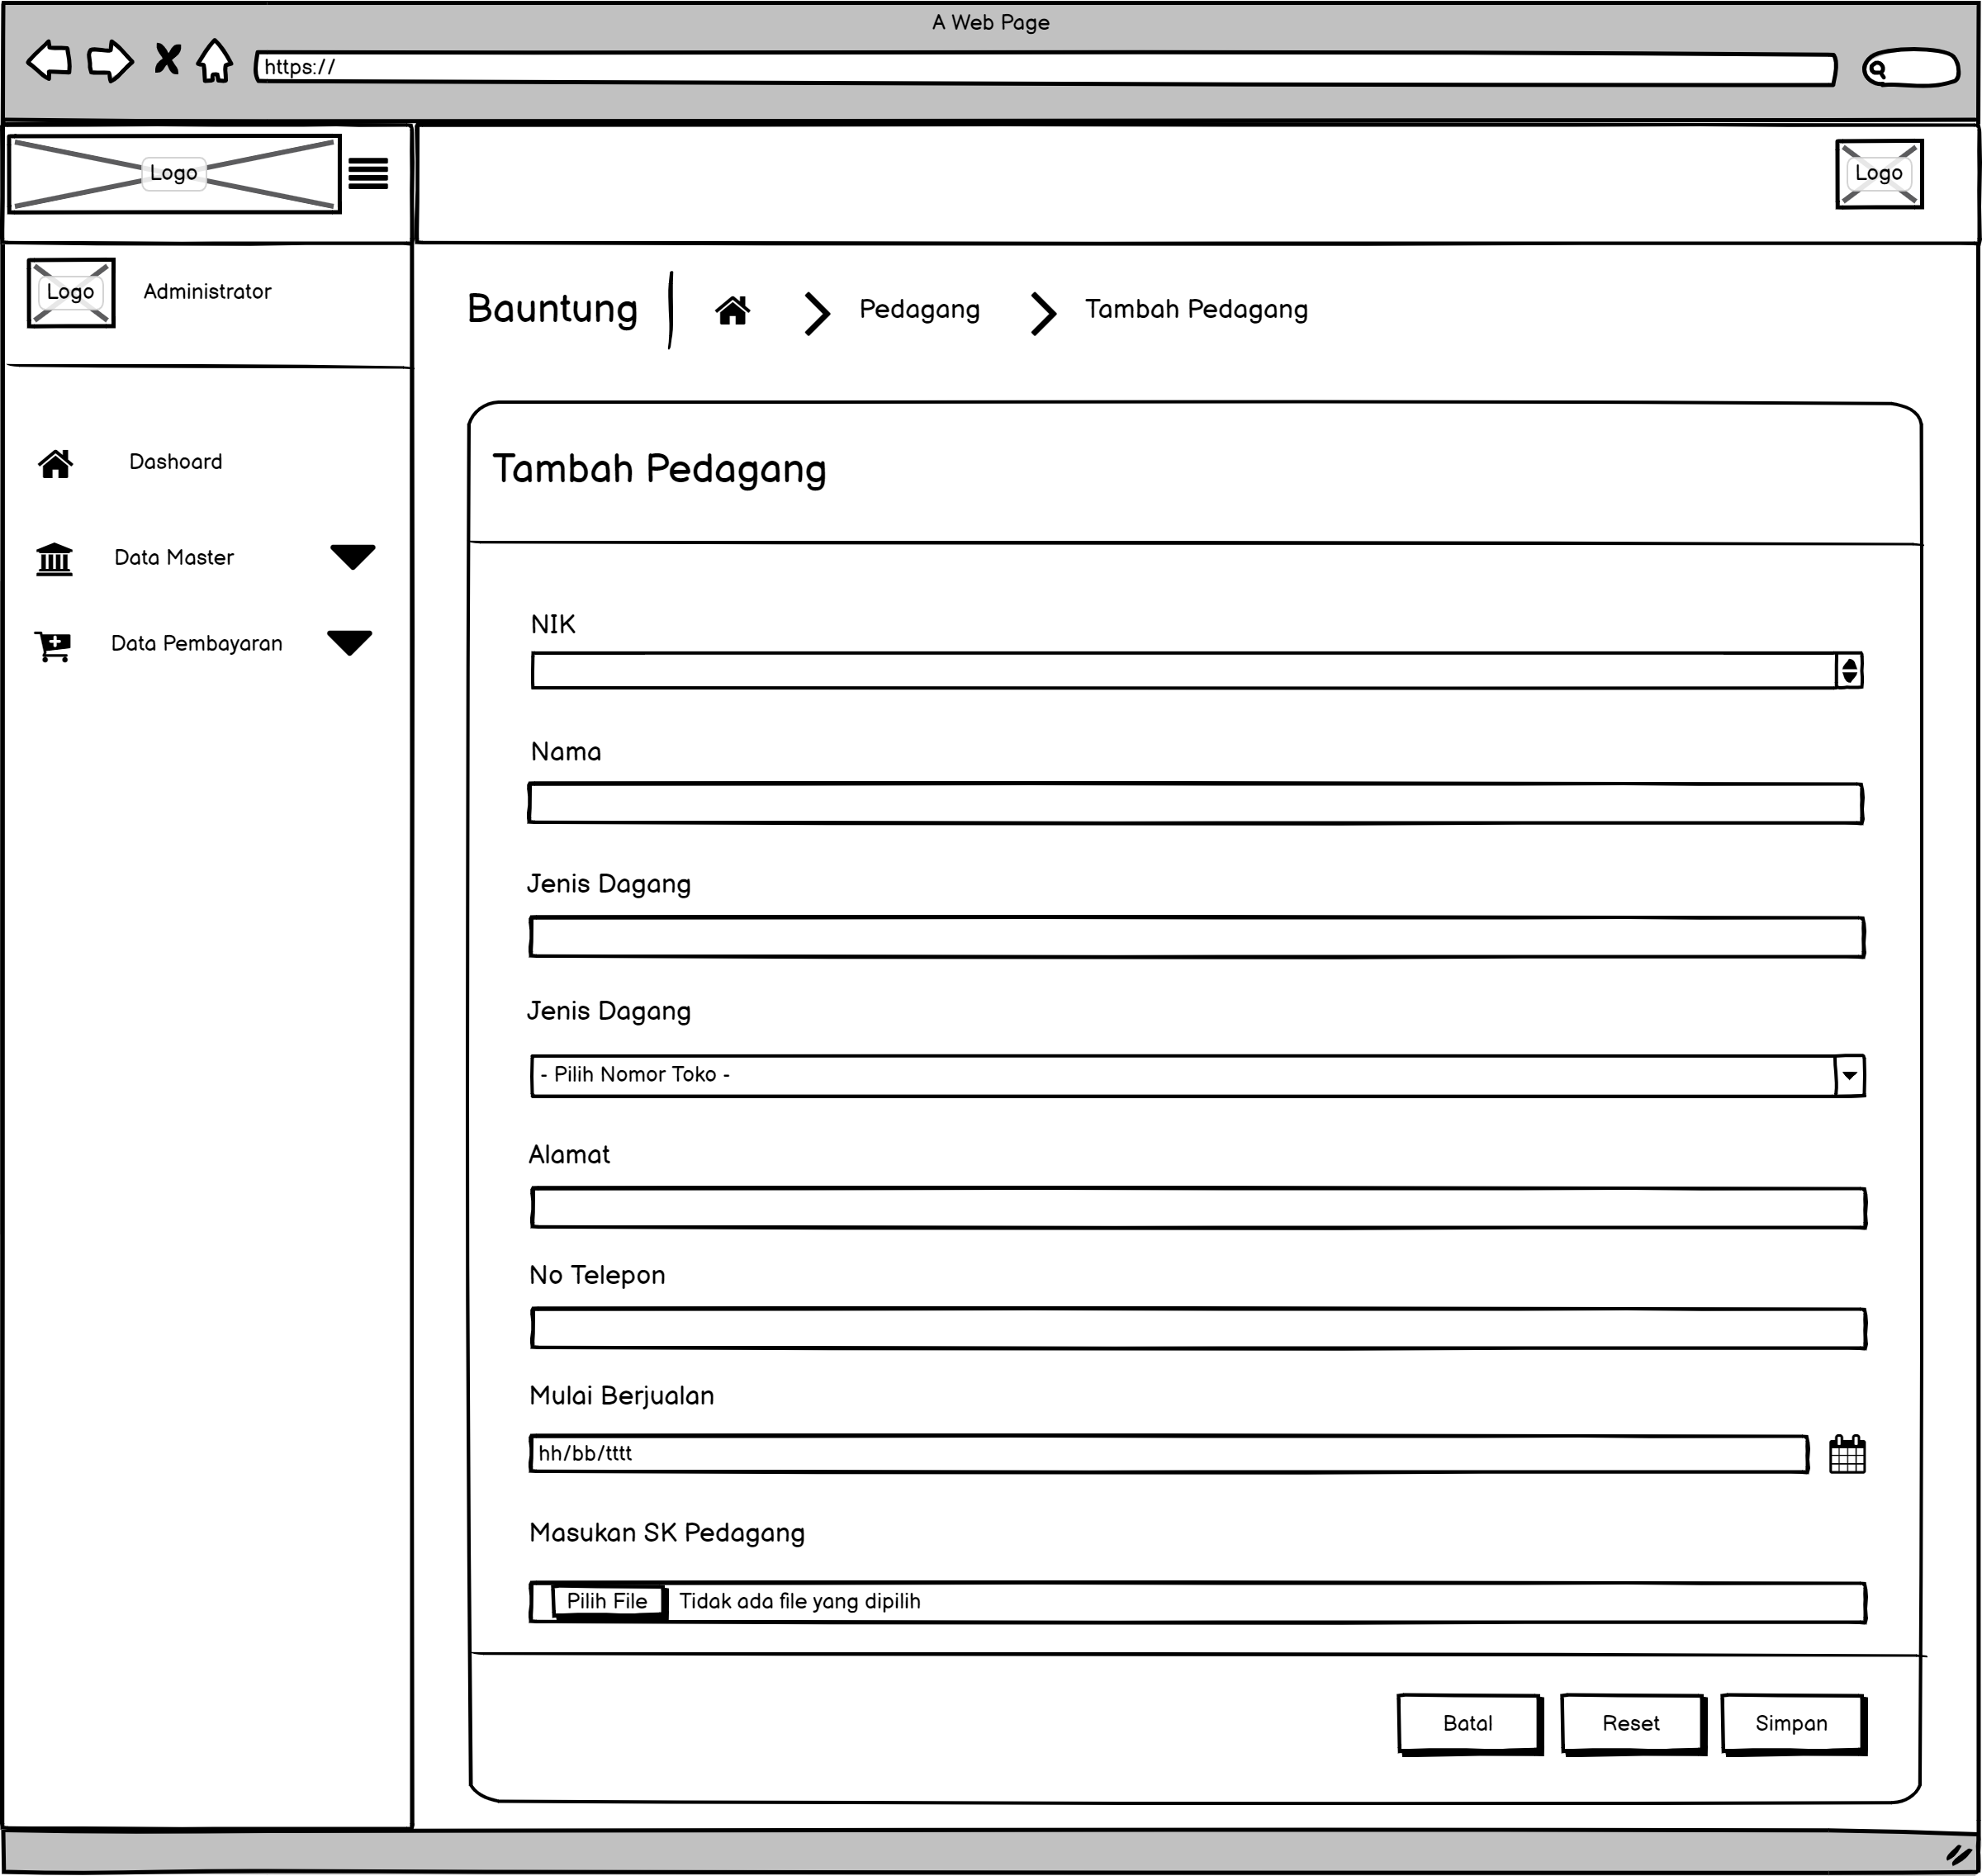 A Web Page
https://
Logo
Logo
Logo
Administrator
Bauntung
Pedagang
Tambah Pedagang
Dashoard
Data Master
Data Pembayaran
Tambah Pedagang
NIK
Nama
Jenis Dagang
Jenis Dagang
- Pilih Nomor Toko -
Alamat
No Telepon
Mulai Berjualan
hh/bb/tttt
Masukan SK Pedagang
Pilih File
Tidak ada file yang dipilih
Batal
Reset
Simpan